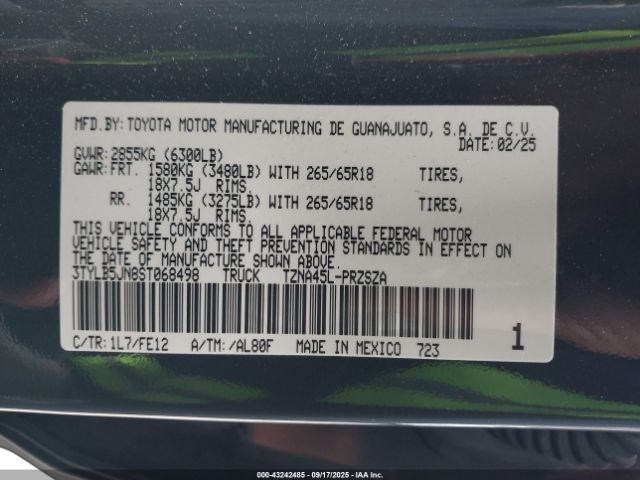 MFD.BY: TOYOTA MOTOR MANUFACTURING DE GUANAJUATO, S.A. DE C.V.
DATE: 02/25
GVWR: 2855KG (6300LB)
GAWR: FRT. 1580KG (3480LB) WITH 265/65R18 TIRES,
18X7.5J RIMS.
RR. 1485KG (3275LB) WITH 265/65R18 TIRES,
18X7.5J RIMS.
THIS VEHICLE CONFORMS TO ALL APPLICABLE FEDERAL MOTOR
VEHICLE SAFETY AND THEFT PREVENTION STANDARDS IN EFFECT ON
THE DATE OF MANUFACTURE SHOWN ABOVE.
3TYLB5JN8ST068498 TRUCK TZNA45L-PRZSZA
C/TR: 1L7/FE12 A/TM: /AL80F MADE IN MEXICO 723 1
000-43242485 - 09/17/2025 - IAAI.COM